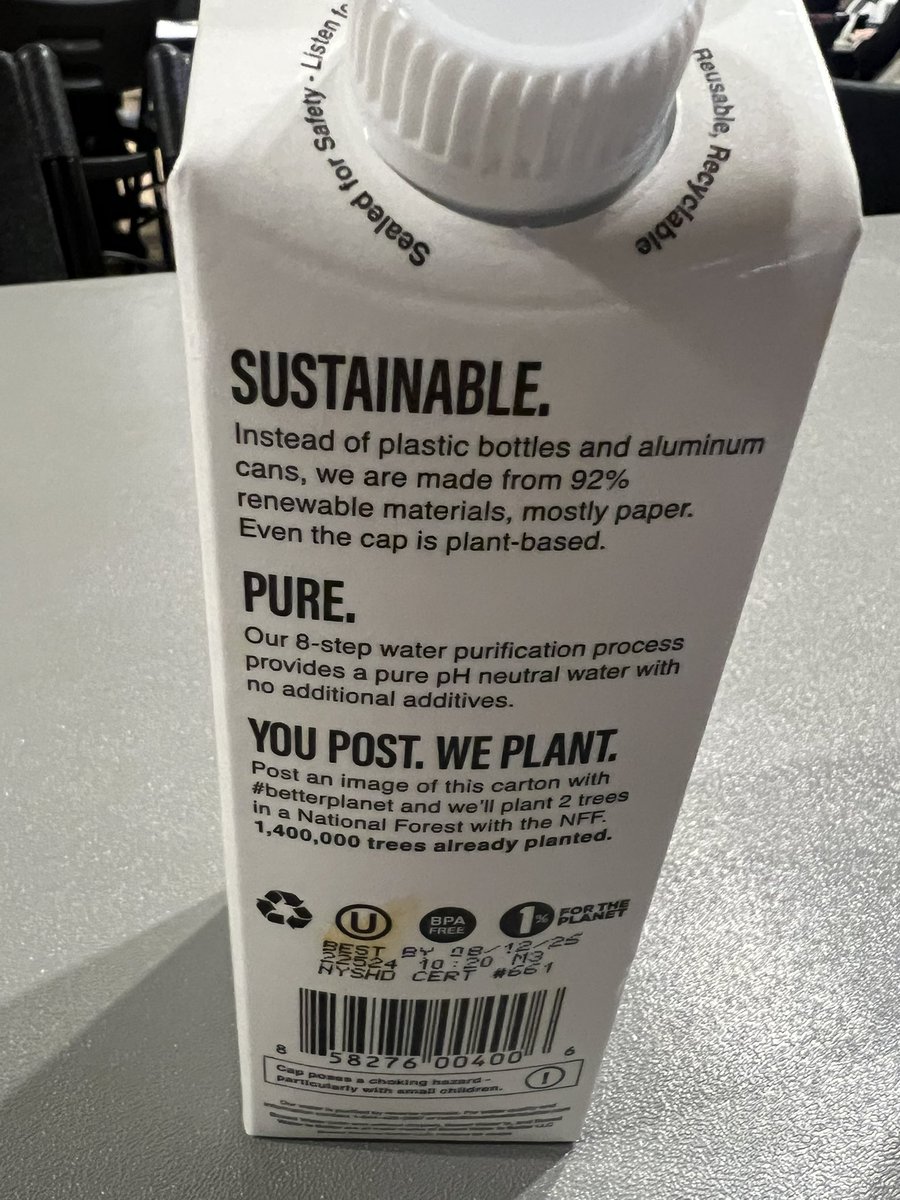 Sealed for Safety · Listen
Reusable, Recyclable
SUSTAINABLE.
Instead of plastic bottles and aluminum
cans, we are made from 92%
renewable materials, mostly paper.
Even the cap is plant-based.
PURE.
Our 8-step water purification process
provides a pure pH neutral water with
no additional additives.
YOU POST. WE PLANT.
Post an image of this carton with
#betterplanet and we'll plant 2 trees
in a National Forest with the NFF.
1,400,000 trees already planted.
U
BPA
FREE
1%
FOR THE
PLANET
BEST BY 08/12/25
22524 10:20 M3
NYSHD CERT #661
8 58276 00400 6
Cap poses a choking hazard -
particularly with small children.
!